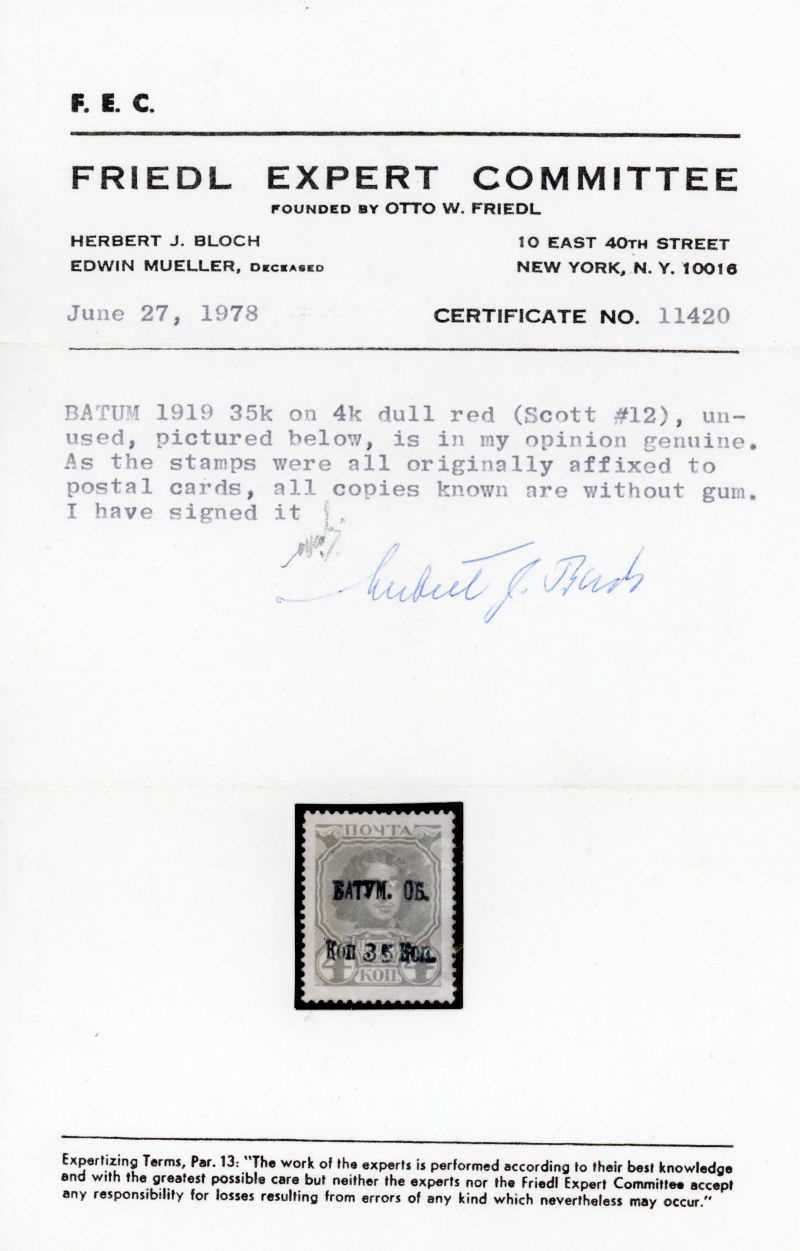 F. E. C.
FRIEDL EXPERT COMMITTEE
FOUNDED BY OTTO W. FRIEDL
HERBERT J. BLOCH
10 EAST 40TH STREET
EDWIN MUELLER, DECEASED
NEW YORK, N. Y. 10016
June 27, 1978
CERTIFICATE NO. 11420
BATUM 1919 35k on 4k dull red (Scott #12), un-
used, pictured below, is in my opinion genuine.
As the stamps were all originally affixed to
postal cards, all copies known are without gum.
I have signed it
Herbert J. Bloch
ПОЧТА
БАТУМ. ОБ.
Коп 35 Коп.
4 КОП 4
Expertizing Terms, Par. 13: "The work of the experts is performed according to their best knowledge
and with the greatest possible care but neither the experts nor the Friedl Expert Committee accept
any responsibility for losses resulting from errors of any kind which nevertheless may occur."